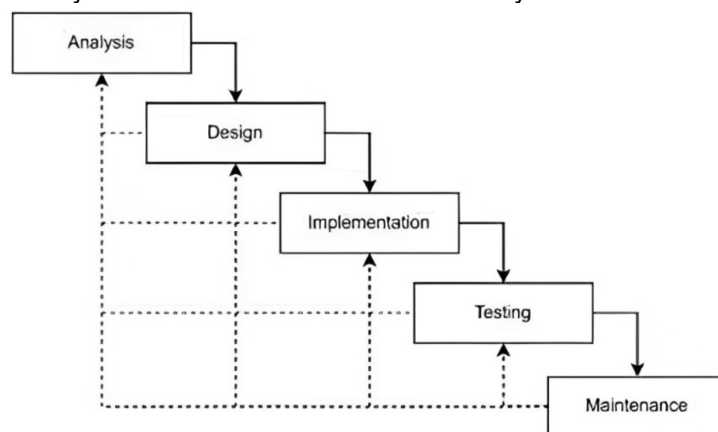 Analysis
Design
Implementation
Testing
Maintenance